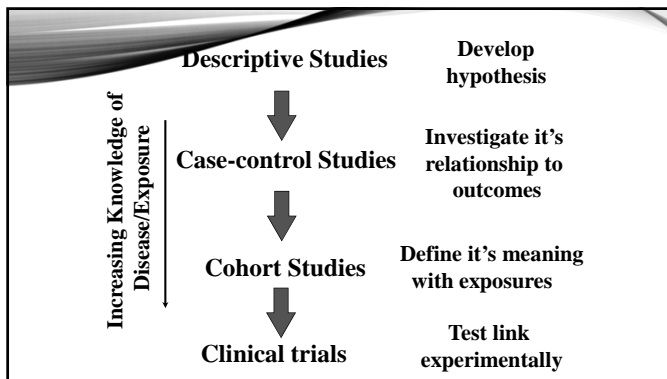 Descriptive Studies
Develop
hypothesis
Increasing Knowledge of
Disease/Exposure
Case-control Studies
Investigate it's
relationship to
outcomes
Cohort Studies
Define it's meaning
with exposures
Clinical trials
Test link
experimentally